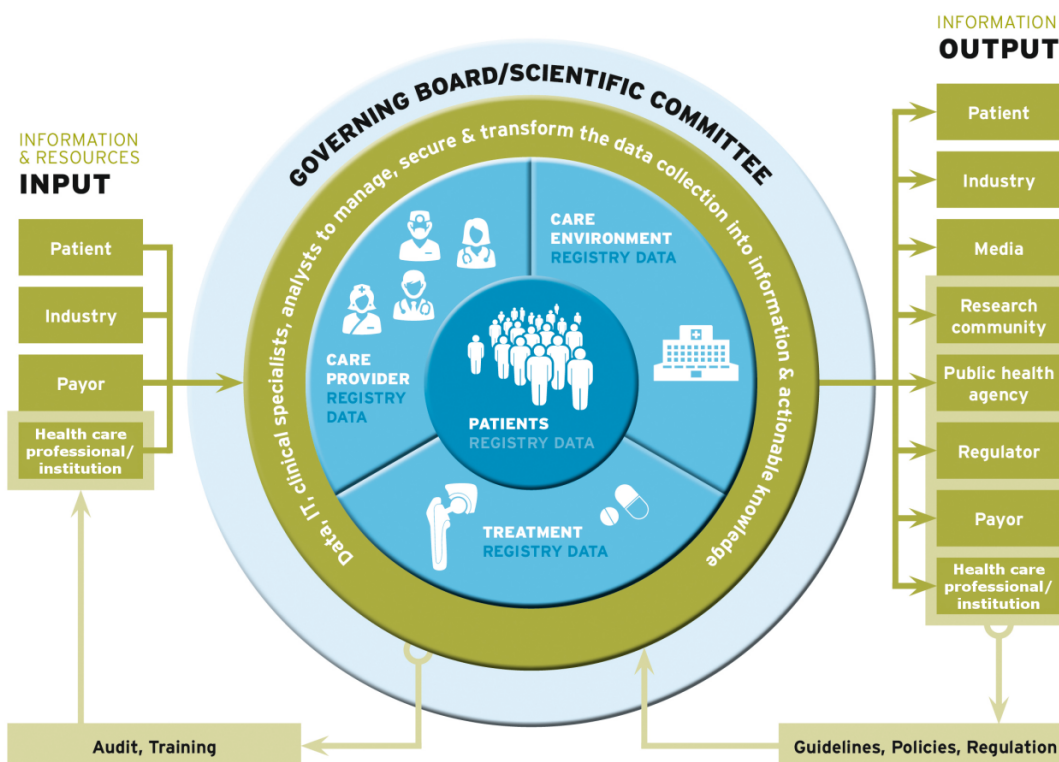 INFORMATION
& RESOURCES
INPUT
Patient
Industry
Payor
Health care
professional/
institution
GOVERNING BOARD/SCIENTIFIC COMMITTEE
Data, IT, clinical specialists, analysts to manage, secure & transform the data collection into information & actionable knowledge
CARE
ENVIRONMENT
REGISTRY DATA
CARE
PROVIDER
REGISTRY
DATA
PATIENTS
REGISTRY DATA
TREATMENT
REGISTRY DATA
INFORMATION
OUTPUT
Patient
Industry
Media
Research
community
Public health
agency
Regulator
Payor
Health care
professional/
institution
Audit, Training
Guidelines, Policies, Regulation